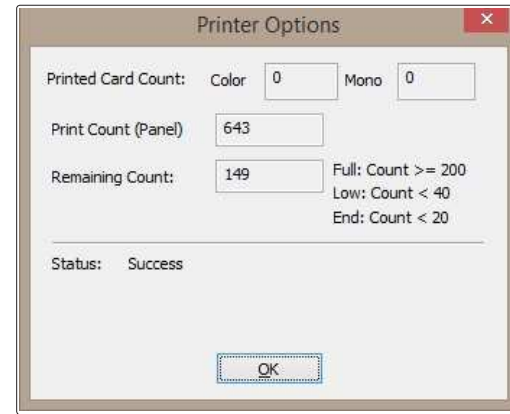 Printer Options
Printed Card Count: Color 0 Mono 0
Print Count (Panel) 643
Remaining Count: 149 Full: Count >= 200
Low: Count < 40
End: Count < 20
Status: Success
OK